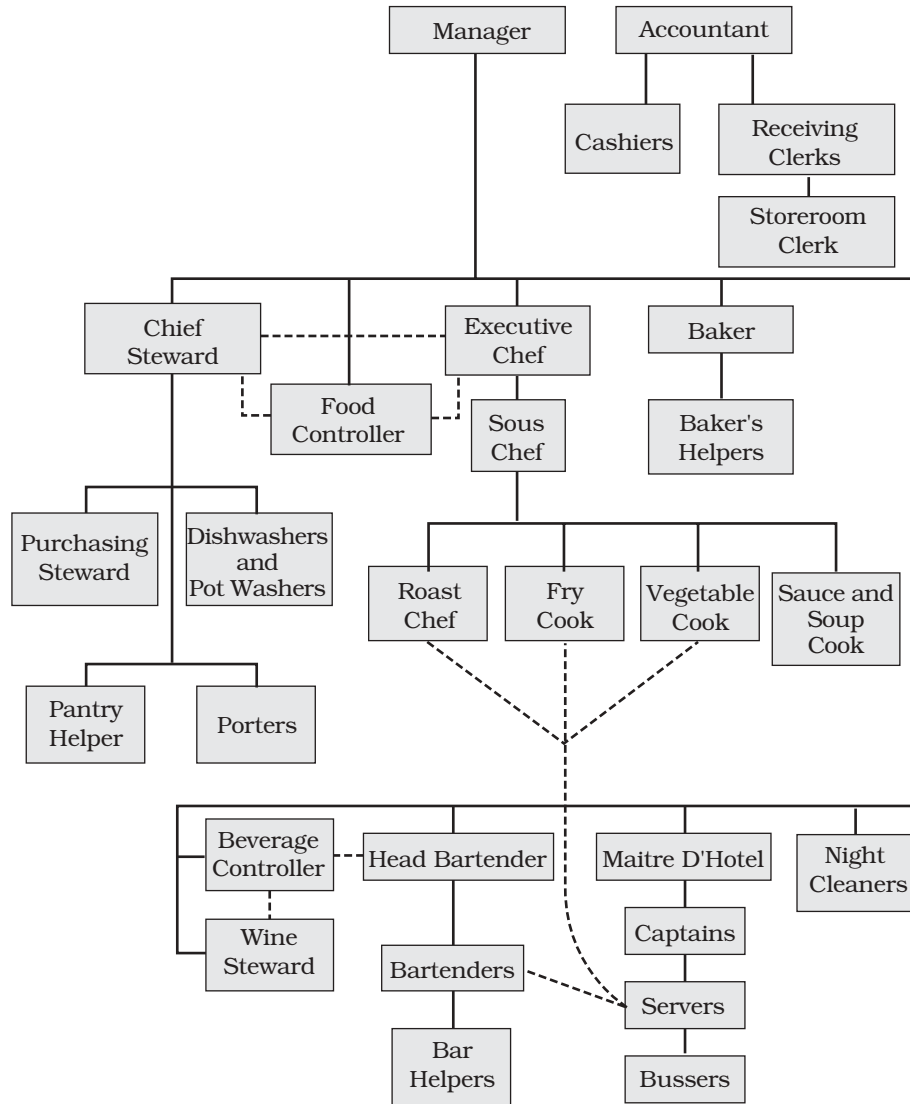 Manager
Accountant
Cashiers
Receiving
Clerks
Storeroom
Clerk
Chief
Steward
Executive
Chef
Baker
Food
Controller
Sous
Chef
Baker's
Helpers
Purchasing
Steward
Dishwashers
and
Pot Washers
Roast
Chef
Fry
Cook
Vegetable
Cook
Sauce and
Soup
Cook
Pantry
Helper
Porters
Beverage
Controller
Head Bartender
Maitre D'Hotel
Night
Cleaners
Wine
Steward
Captains
Bartenders
Servers
Bar
Helpers
Bussers